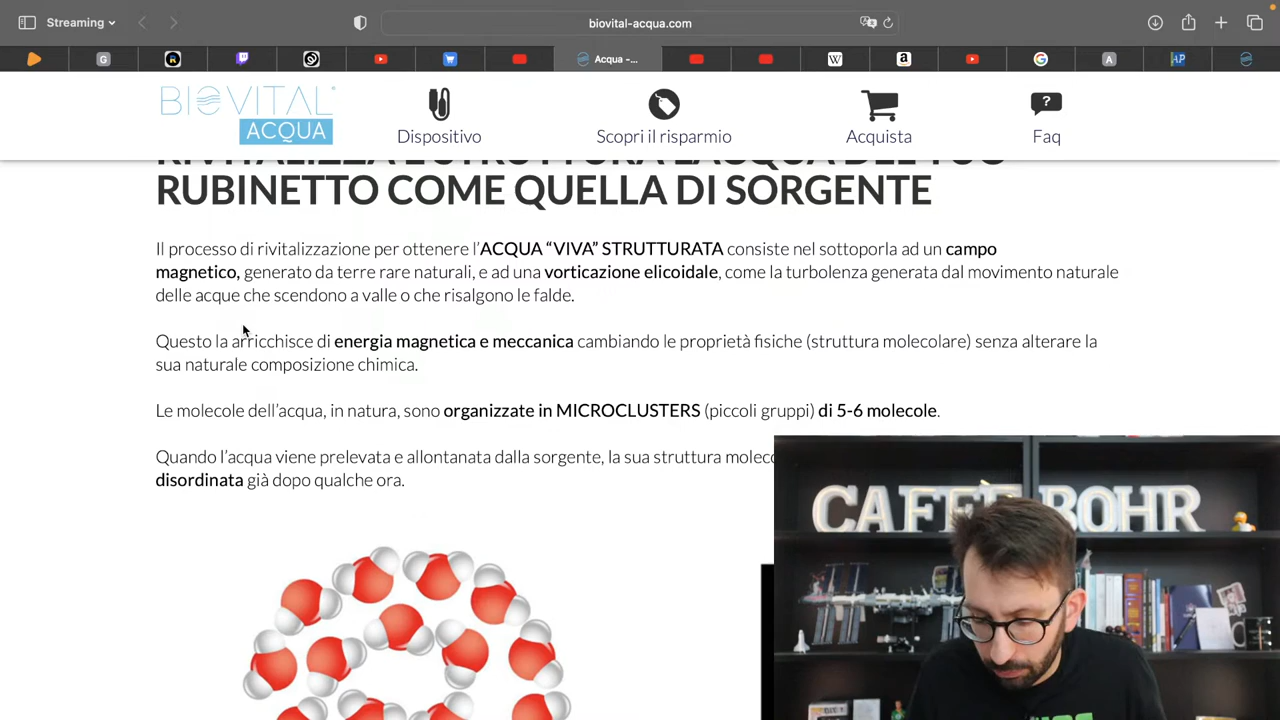 Streaming
biovital-acqua.com
Acqua -...
BIOVITAL
ACQUA
Dispositivo
Scopri il risparmio
Acquista
Faq
RIVITALIZZA E STRUTTURA L'ACQUA DEL TUO
RUBINETTO COME QUELLA DI SORGENTE
Il processo di rivitalizzazione per ottenere l'ACQUA “VIVA” STRUTTURATA consiste nel sottoporla ad un campo
magnetico, generato da terre rare naturali, e ad una vorticazione elicoidale, come la turbolenza generata dal movimento naturale
delle acque che scendono a valle o che risalgono le falde.
Questo la arricchisce di energia magnetica e meccanica cambiando le proprietà fisiche (struttura molecolare) senza alterare la
sua naturale composizione chimica.
Le molecole dell'acqua, in natura, sono organizzate in MICROCLUSTERS (piccoli gruppi) di 5-6 molecole.
Quando l'acqua viene prelevata e allontanata dalla sorgente, la sua struttura
disordinata già dopo qualche ora.
CAFFE BOHR